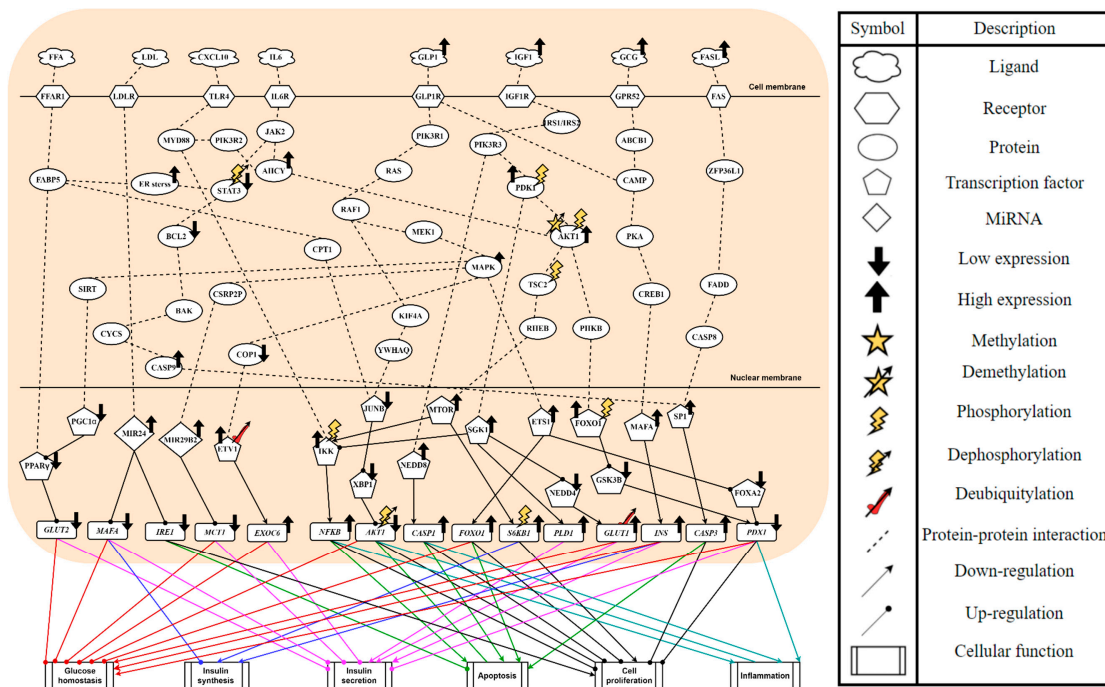 FFA LDL CXCL10 IL6 GLP1 IGF1 GCG FASL
Cell membrane
FFAR1 LDLR TLR4 IL6R GLP1R IGF1R GPR52 FAS
IRS1/IRS2
MYD88 PIK3R2 JAK2 PIK3R1 PIK3R3 ABCB1
FABP5 ER sterss STAT3 AHCY RAS PDK1 CAMP ZFP36L1
RAF1
BCL2 CPT1 MEK1 AKT1 PKA
MAPK
SIRT CSRP2P TSC2 CREB1 FADD
BAK KIF4A
CYCS RHEB PHKB CASP8
CASP9 COP1 YWHAQ
Nuclear membrane
PGC1α MIR24 MIR29B2 ETV1 JUNB MTOR SGK1 ETS1 FOXO1 MAFA SP1
PPARγ IKK XBP1 NEDD8 NEDD4 GSK3B FOXA2
GLUT2 MAFA IRE1 MCT1 EXOC6 NFKB AKT1 CASP1 FOXO1 S6KB1 PLD1 GLUT1 INS CASP3 PDX1
Glucose
homostasis
Insulin
synthesis
Insulin
secretion
Apoptosis
Cell
proliferation
Inflammation
Symbol Description
Ligand
Receptor
Protein
Transcription factor
MiRNA
Low expression
High expression
Methylation
Demethylation
Phosphorylation
Dephosphorylation
Deubiquitylation
Protein-protein interaction
Down-regulation
Up-regulation
Cellular function